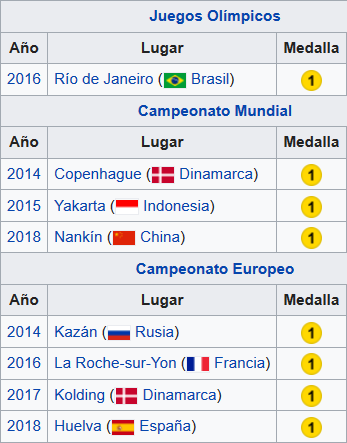 Juegos Olímpicos
Año Lugar Medalla
2016 Río de Janeiro (Brasil) 1
Campeonato Mundial
Año Lugar Medalla
2014 Copenhague (Dinamarca) 1
2015 Yakarta (Indonesia) 1
2018 Nankín (China) 1
Campeonato Europeo
Año Lugar Medalla
2014 Kazán (Rusia) 1
2016 La Roche-sur-Yon (Francia) 1
2017 Kolding (Dinamarca) 1
2018 Huelva (España) 1